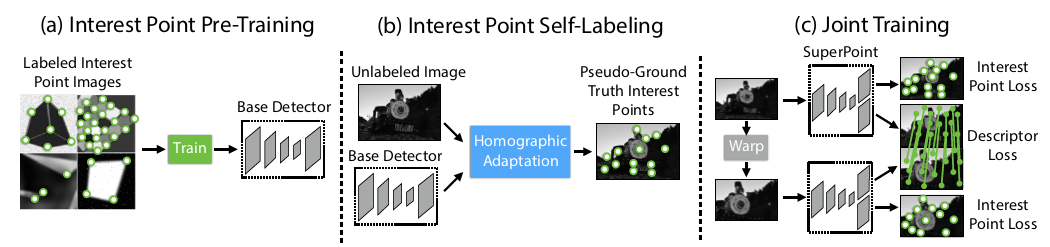 (a) Interest Point Pre-Training
Labeled Interest
Point Images
Train
Base Detector
(b) Interest Point Self-Labeling
Unlabeled Image
Base Detector
Homographic
Adaptation
Pseudo-Ground
Truth Interest
Points
(c) Joint Training
SuperPoint
Warp
Interest
Point Loss
Descriptor
Loss
Interest
Point Loss